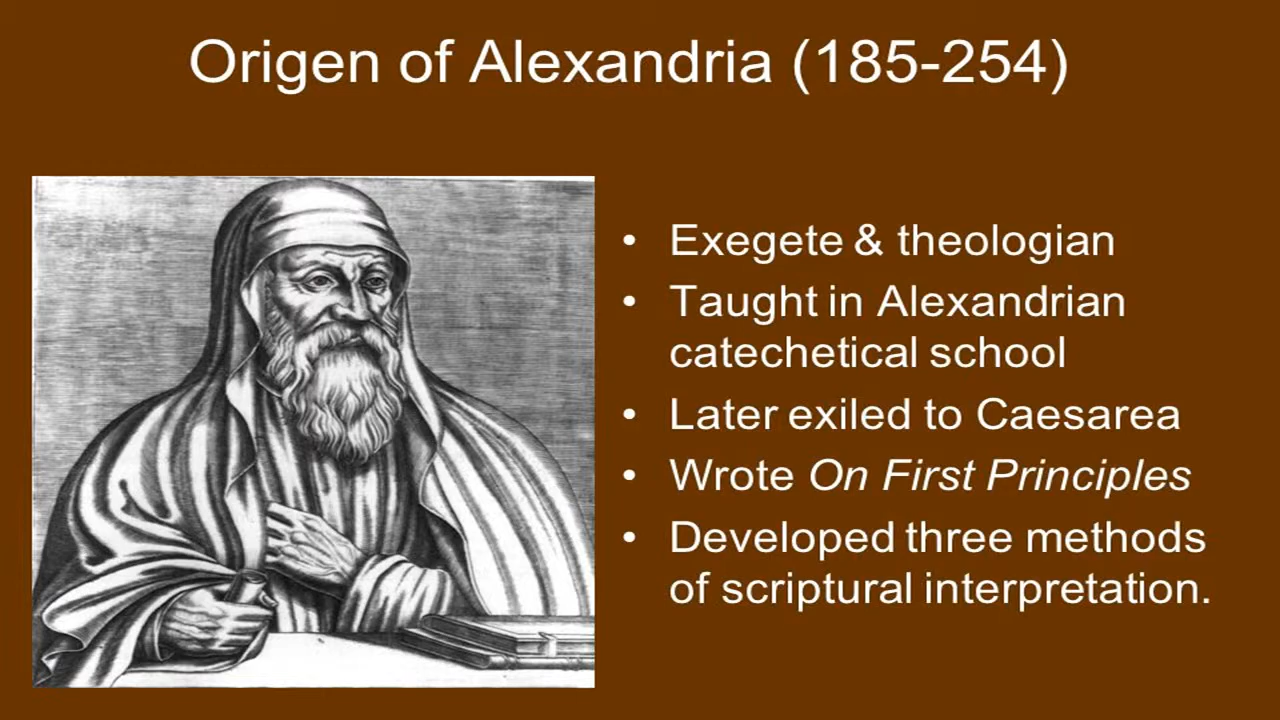 Origen of Alexandria (185-254)
• Exegete & theologian
• Taught in Alexandrian
catechetical school
• Later exiled to Caesarea
• Wrote On First Principles
• Developed three methods
of scriptural interpretation.